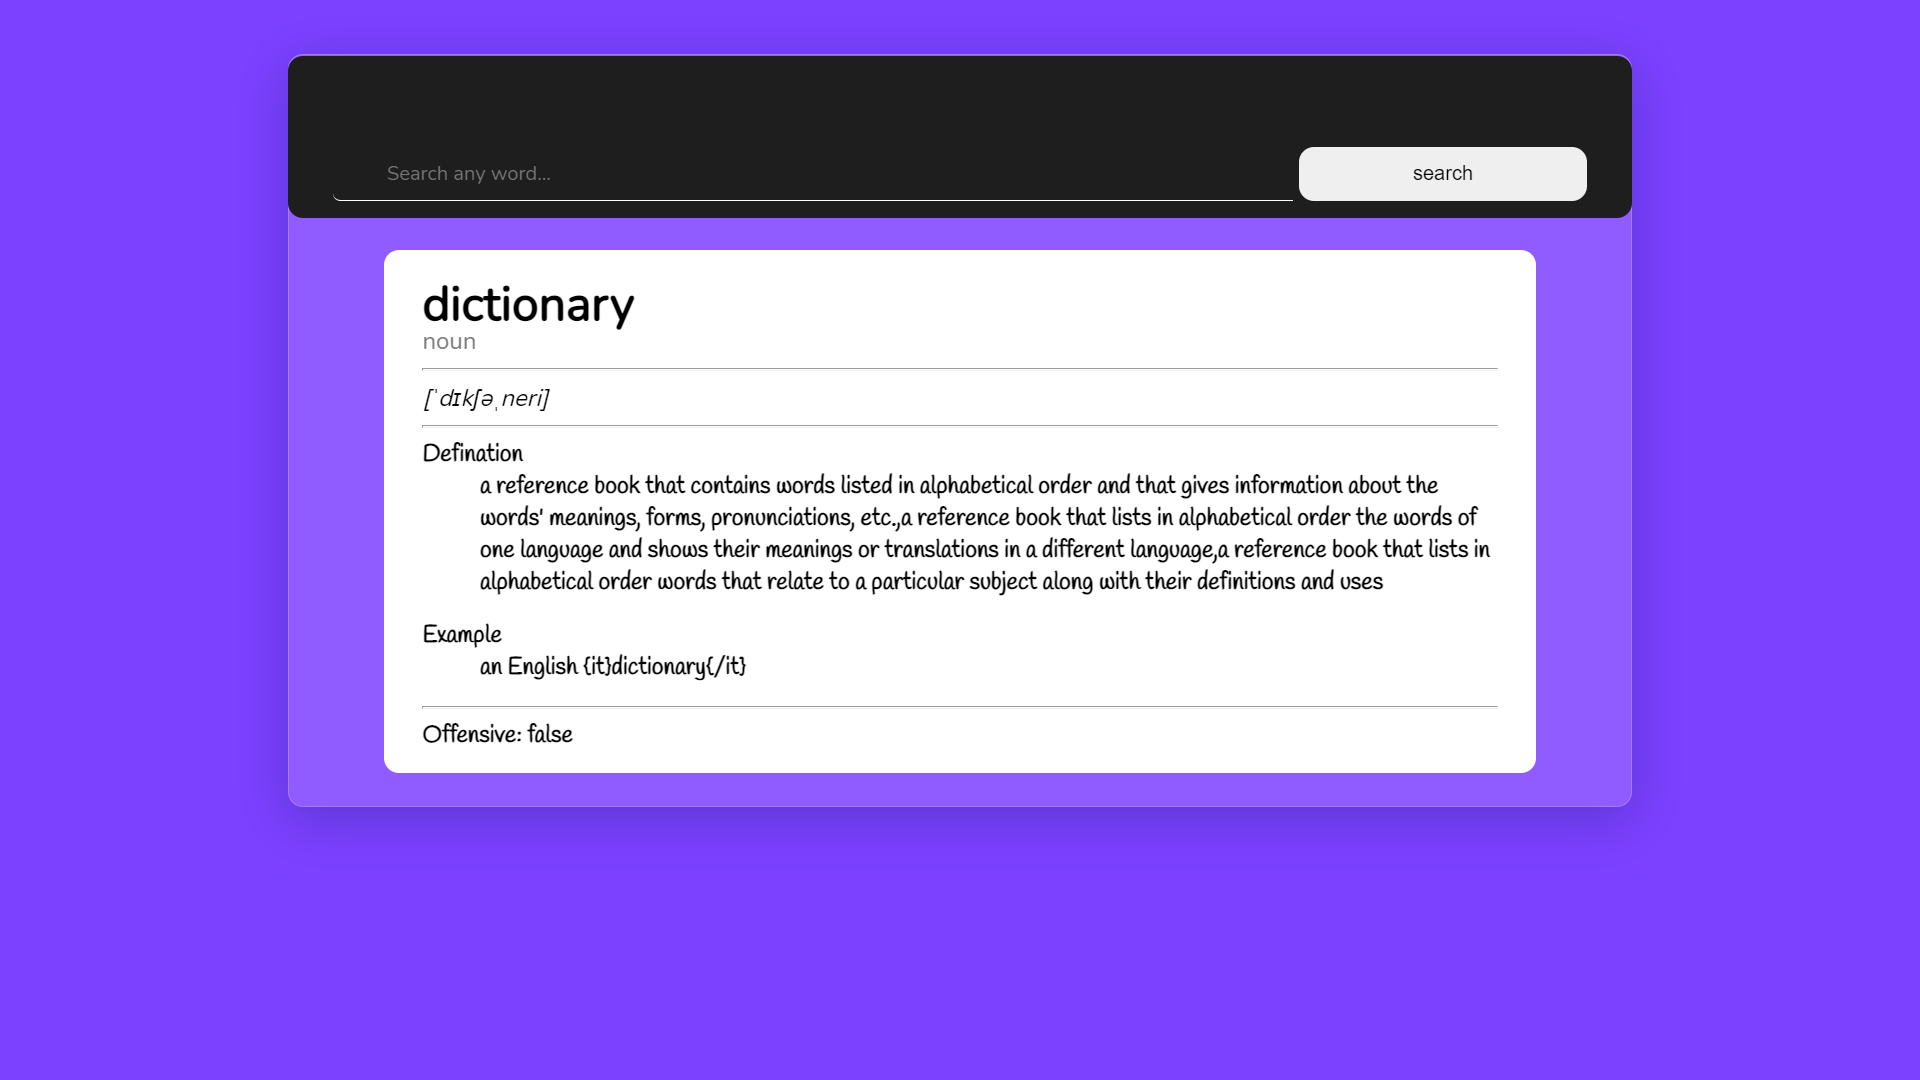 Search any word...
search
dictionary
noun
[ˈdɪkʃəˌneri]
Defination
a reference book that contains words listed in alphabetical order and that gives information about the
words' meanings, forms, pronunciations, etc.,a reference book that lists in alphabetical order the words of
one language and shows their meanings or translations in a different language,a reference book that lists in
alphabetical order words that relate to a particular subject along with their definitions and uses
Example
an English {it}dictionary{/it}
Offensive: false